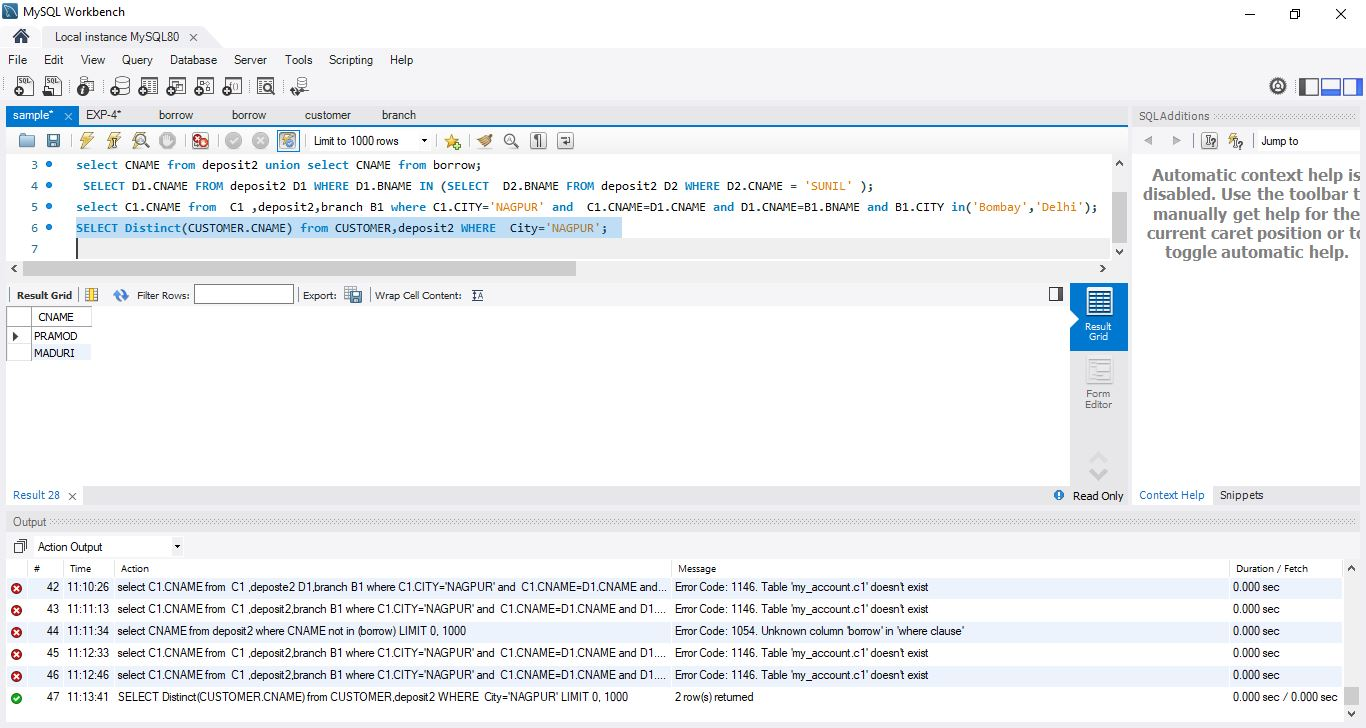 MySQL Workbench
Local instance MySQL80
File Edit View Query Database Server Tools Scripting Help
sample* EXP-4* borrow borrow customer branch
SQLAdditions
Limit to 1000 rows
Jump to
3 select CNAME from deposit2 union select CNAME from borrow;
4 SELECT D1.CNAME FROM deposit2 D1 WHERE D1.BNAME IN (SELECT D2.BNAME FROM deposit2 D2 WHERE D2.CNAME = 'SUNIL' );
5 select C1.CNAME from C1 ,deposit2,branch B1 where C1.CITY='NAGPUR' and C1.CNAME=D1.CNAME and D1.CNAME=B1.BNAME and B1.CITY in('Bombay','Delhi');
6 SELECT Distinct(CUSTOMER.CNAME) from CUSTOMER,deposit2 WHERE City='NAGPUR';
7
Automatic context help is
disabled. Use the toolbar t
manually get help for the
current caret position or to
toggle automatic help.
Result Grid Filter Rows: Export: Wrap Cell Content:
CNAME
PRAMOD
MADURI
Result
Grid
Form
Editor
Result 28
Read Only
Context Help Snippets
Output
Action Output
# Time Action Message Duration / Fetch
42 11:10:26 select C1.CNAME from C1 ,deposte2 D1,branch B1 where C1.CITY='NAGPUR' and C1.CNAME=D1.CNAME and... Error Code: 1146. Table 'my_account.c1' doesn't exist 0.000 sec
43 11:11:13 select C1.CNAME from C1 ,deposit2,branch B1 where C1.CITY='NAGPUR' and C1.CNAME=D1.CNAME and D1.... Error Code: 1146. Table 'my_account.c1' doesn't exist 0.000 sec
44 11:11:34 select CNAME from deposit2 where CNAME not in (borrow) LIMIT 0, 1000 Error Code: 1054. Unknown column 'borrow' in 'where clause' 0.000 sec
45 11:12:33 select C1.CNAME from C1 ,deposit2,branch B1 where C1.CITY='NAGPUR' and C1.CNAME=D1.CNAME and D1.... Error Code: 1146. Table 'my_account.c1' doesn't exist 0.000 sec
46 11:12:46 select C1.CNAME from C1 ,deposit2,branch B1 where C1.CITY='NAGPUR' and C1.CNAME=D1.CNAME and D1.... Error Code: 1146. Table 'my_account.c1' doesn't exist 0.000 sec
47 11:13:41 SELECT Distinct(CUSTOMER.CNAME) from CUSTOMER,deposit2 WHERE City='NAGPUR' LIMIT 0, 1000 2 row(s) returned 0.000 sec / 0.000 sec